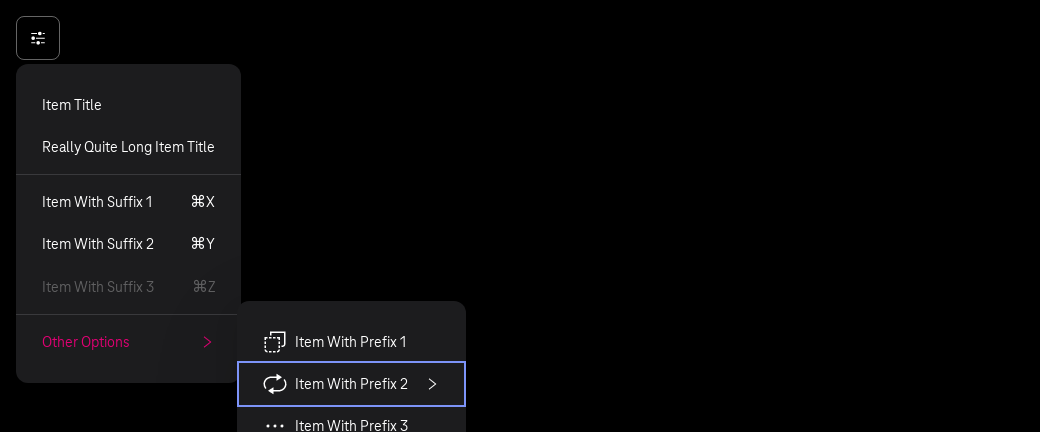 Item Title
Really Quite Long Item Title
Item With Suffix 1 ⌘X
Item With Suffix 2 ⌘Y
Item With Suffix 3 ⌘Z
Other Options
Item With Prefix 1
Item With Prefix 2
Item With Prefix 3